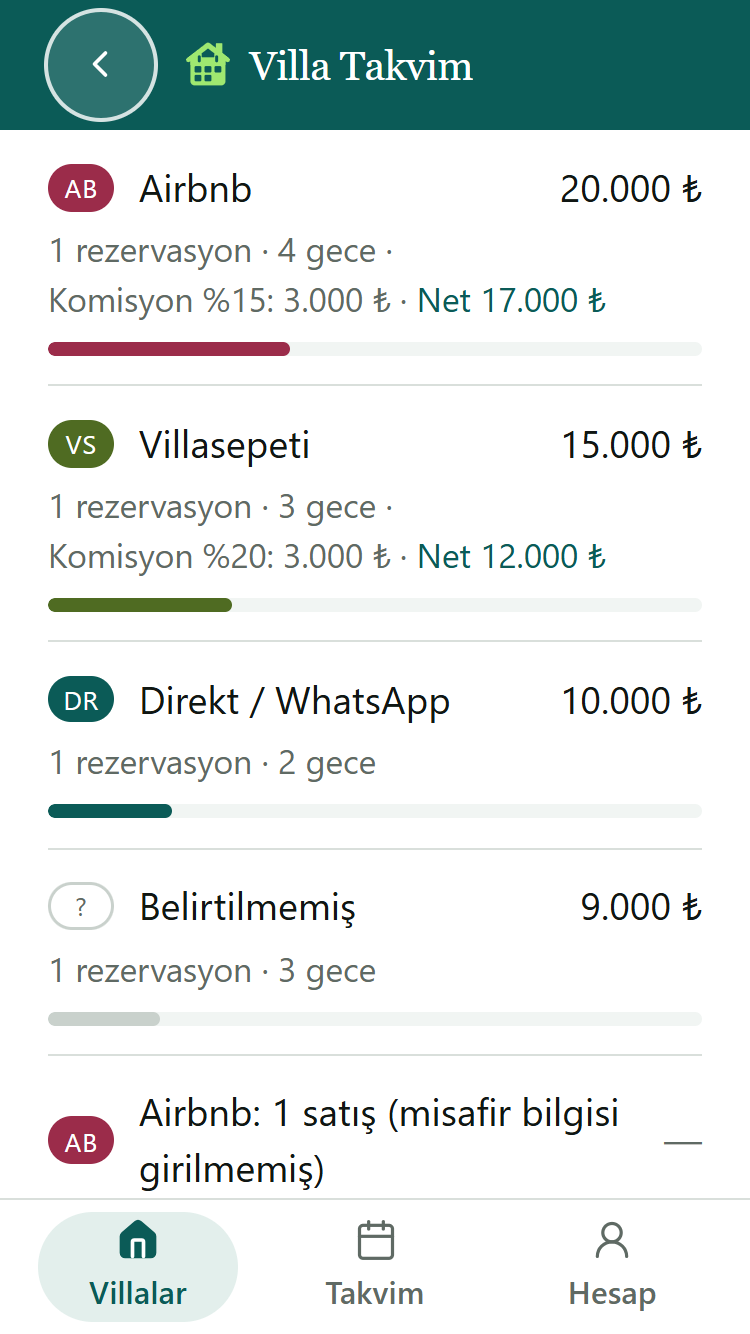 Villa Takvim
AB Airbnb 20.000 ₺
1 rezervasyon · 4 gece ·
Komisyon %15: 3.000 ₺ · Net 17.000 ₺
VS Villasepeti 15.000 ₺
1 rezervasyon · 3 gece ·
Komisyon %20: 3.000 ₺ · Net 12.000 ₺
DR Direkt / WhatsApp 10.000 ₺
1 rezervasyon · 2 gece
? Belirtilmemiş 9.000 ₺
1 rezervasyon · 3 gece
AB Airbnb: 1 satış (misafir bilgisi —
girilmemiş)
Villalar Takvim Hesap